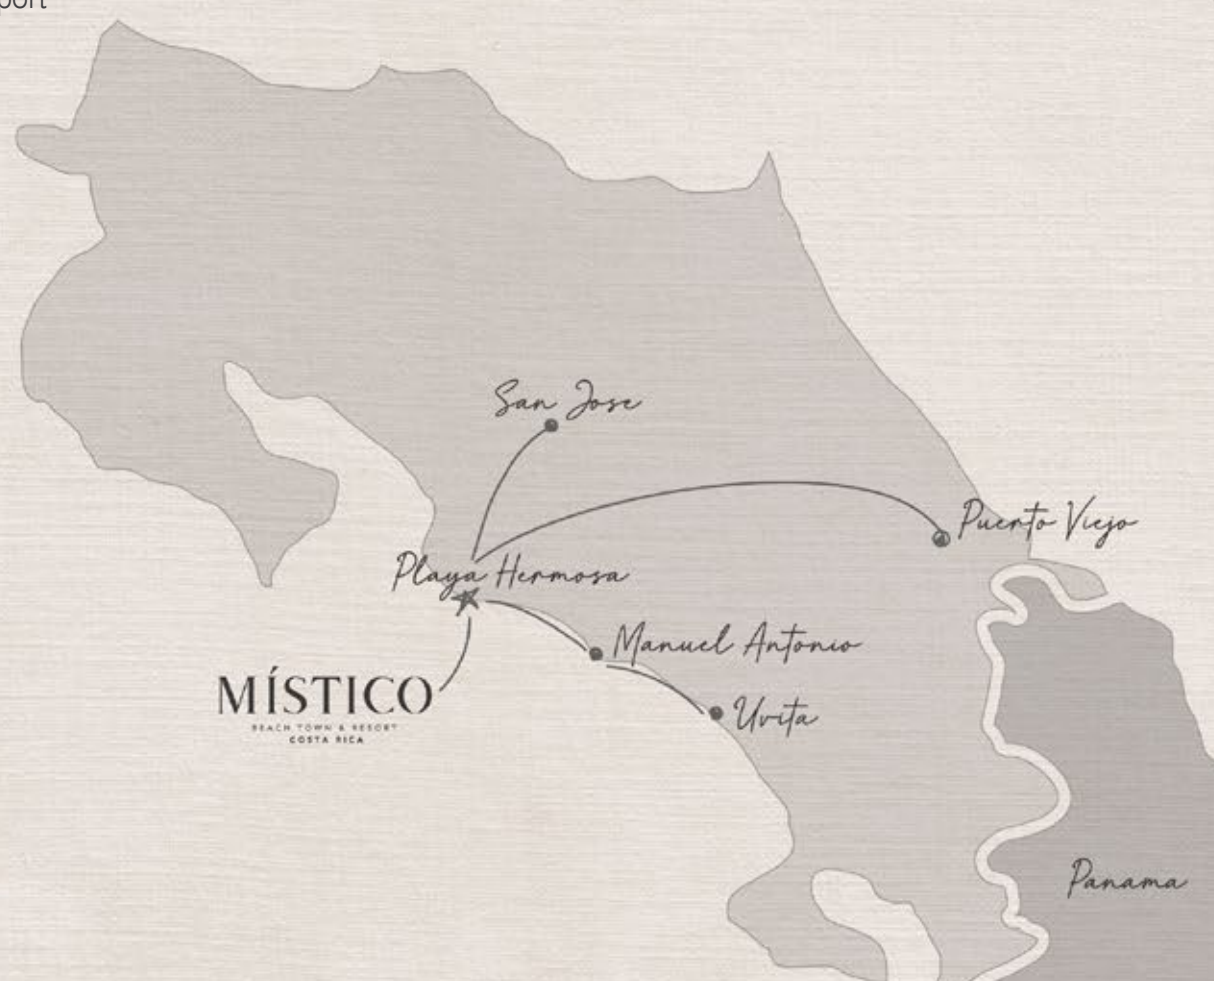 port
San Jose
Puerto Viejo
Playa Hermosa
Manuel Antonio
MÍSTICO
BEACH TOWN & RESORT
COSTA RICA
Uvita
Panama